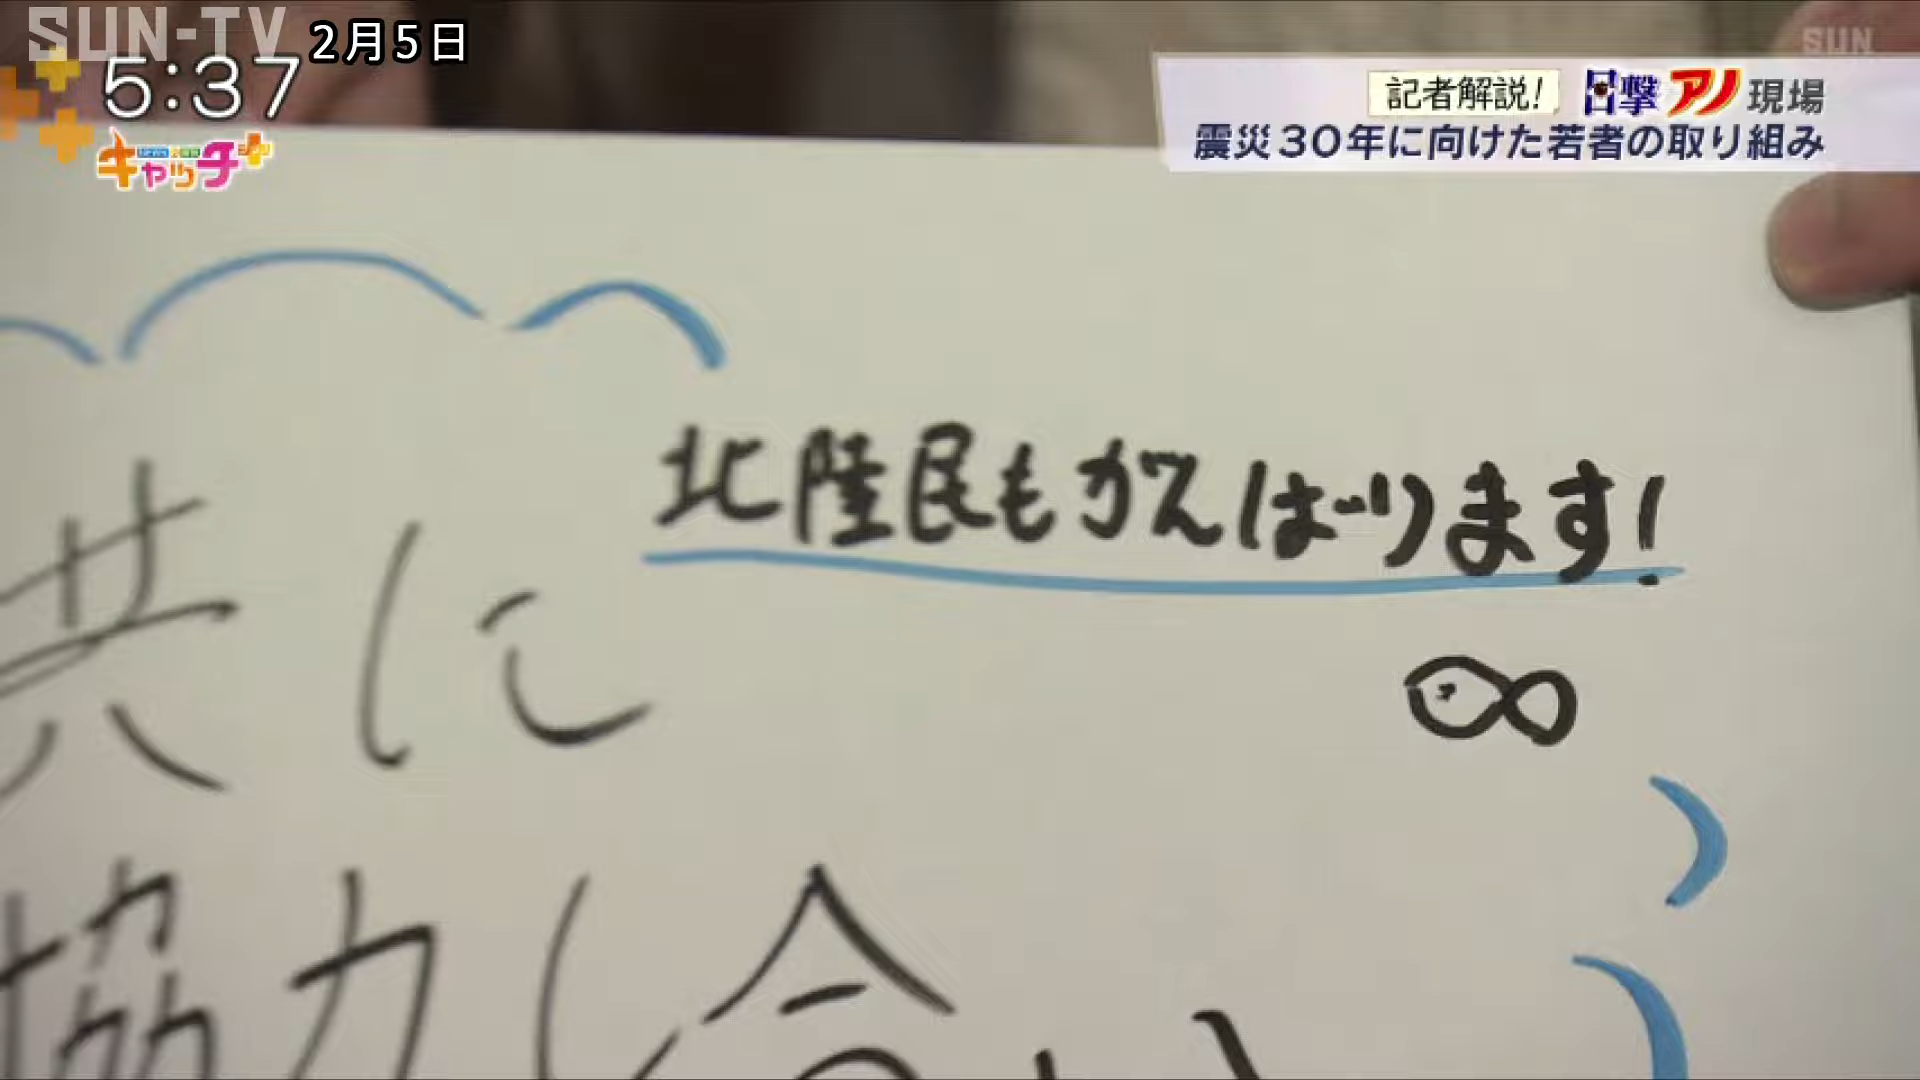 SUN-TV
2月5日
SUN
5:37
キャッチ+
記者解説! 目撃アノ現場
震災30年に向けた若者の取り組み
北陸民もがんばります!
共に
協力し合い